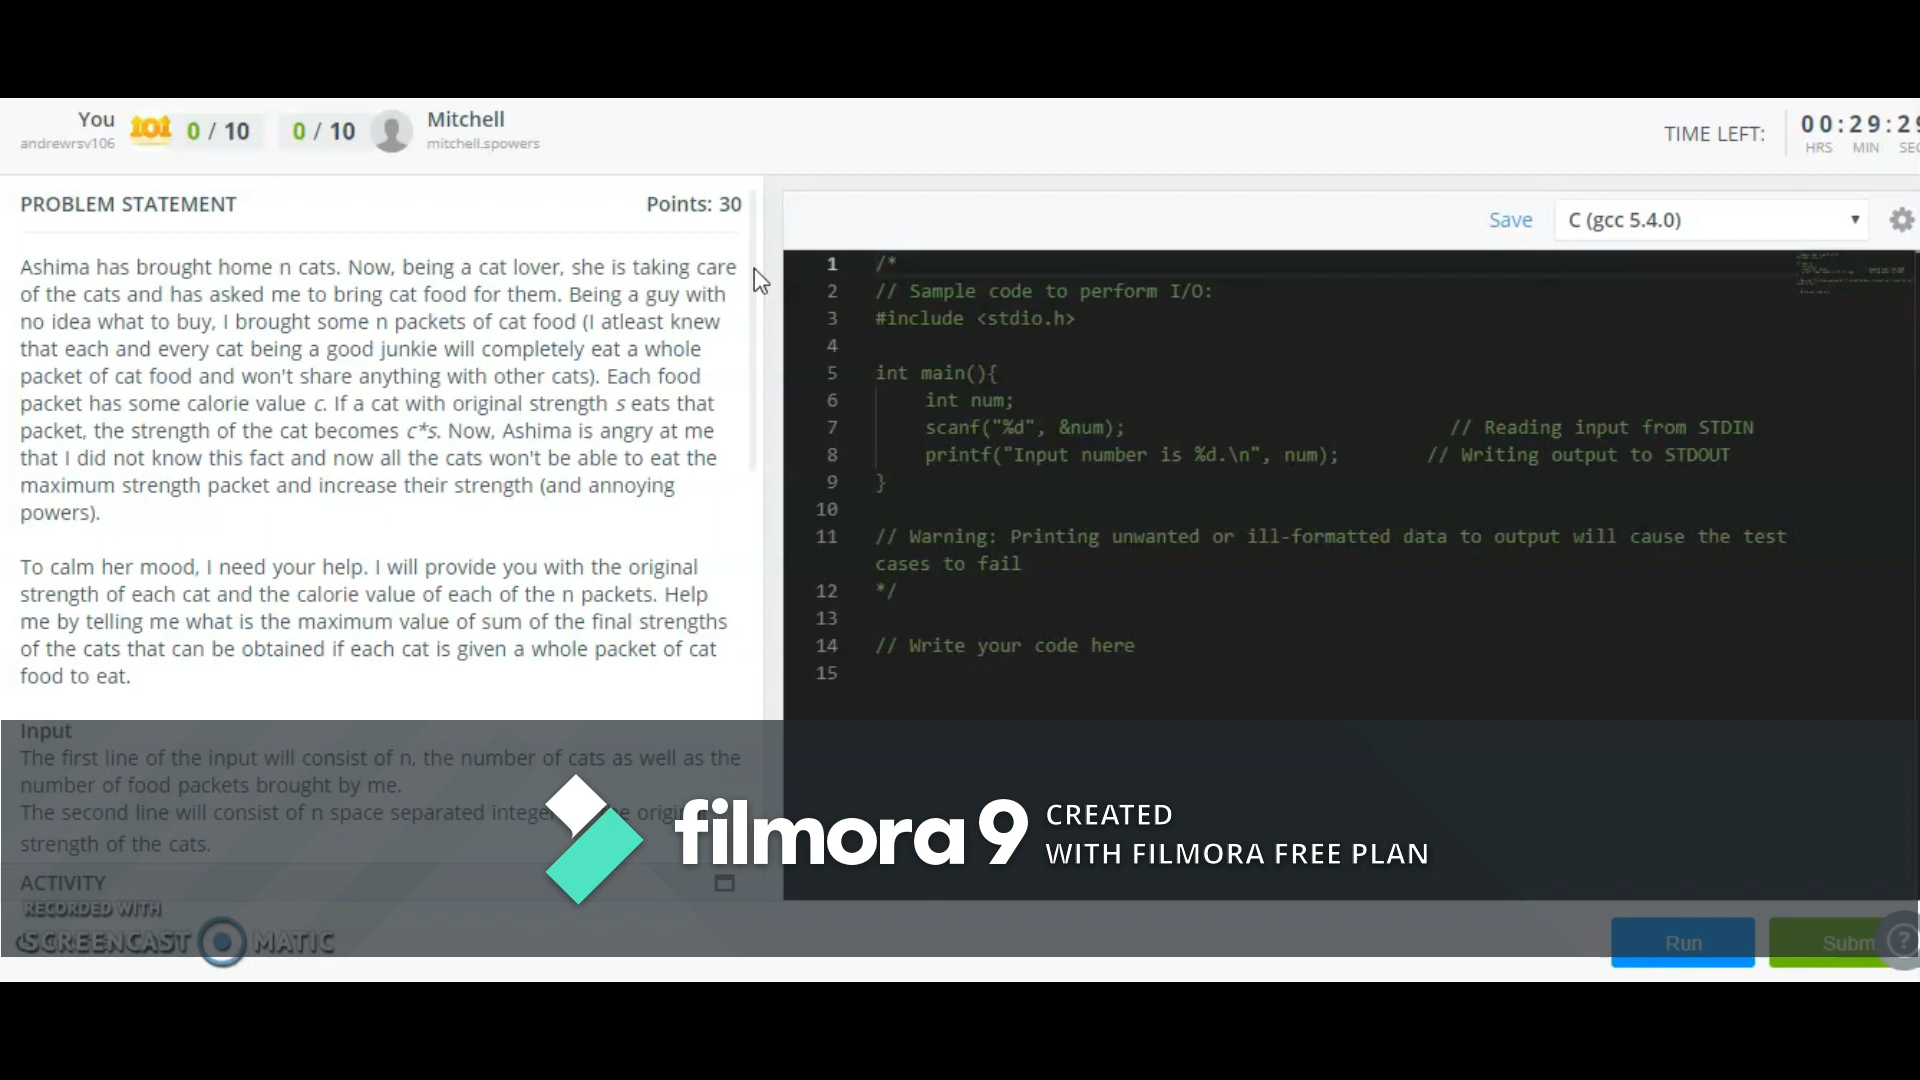 You
andrewrsv106
101
0 / 10
0 / 10
Mitchell
mitchell.spowers
TIME LEFT:
00:29:29
HRS MIN SEC
PROBLEM STATEMENT
Points: 30
Ashima has brought home n cats. Now, being a cat lover, she is taking care
of the cats and has asked me to bring cat food for them. Being a guy with
no idea what to buy, I brought some n packets of cat food (I atleast knew
that each and every cat being a good junkie will completely eat a whole
packet of cat food and won't share anything with other cats). Each food
packet has some calorie value c. If a cat with original strength s eats that
packet, the strength of the cat becomes c*s. Now, Ashima is angry at me
that I did not know this fact and now all the cats won't be able to eat the
maximum strength packet and increase their strength (and annoying
powers).
To calm her mood, I need your help. I will provide you with the original
strength of each cat and the calorie value of each of the n packets. Help
me by telling me what is the maximum value of sum of the final strengths
of the cats that can be obtained if each cat is given a whole packet of cat
food to eat.
Input
The first line of the input will consist of n, the number of cats as well as the
number of food packets brought by me.
The second line will consist of n space separated
strength of the cats.
ACTIVITY
RECORDED WITH
SCREENCAST MATIC
Save
C (gcc 5.4.0)
1 /*
2 // Sample code to perform I/O:
3 #include <stdio.h>
4
5 int main(){
6 int num;
7 scanf("%d", &num); // Reading input from STDIN
8 printf("Input number is %d.\n", num); // Writing output to STDOUT
9 }
10
11 // Warning: Printing unwanted or ill-formatted data to output will cause the test
cases to fail
12 */
13
14 // Write your code here
15
filmora9
CREATED
WITH FILMORA FREE PLAN
Run
Subm
?